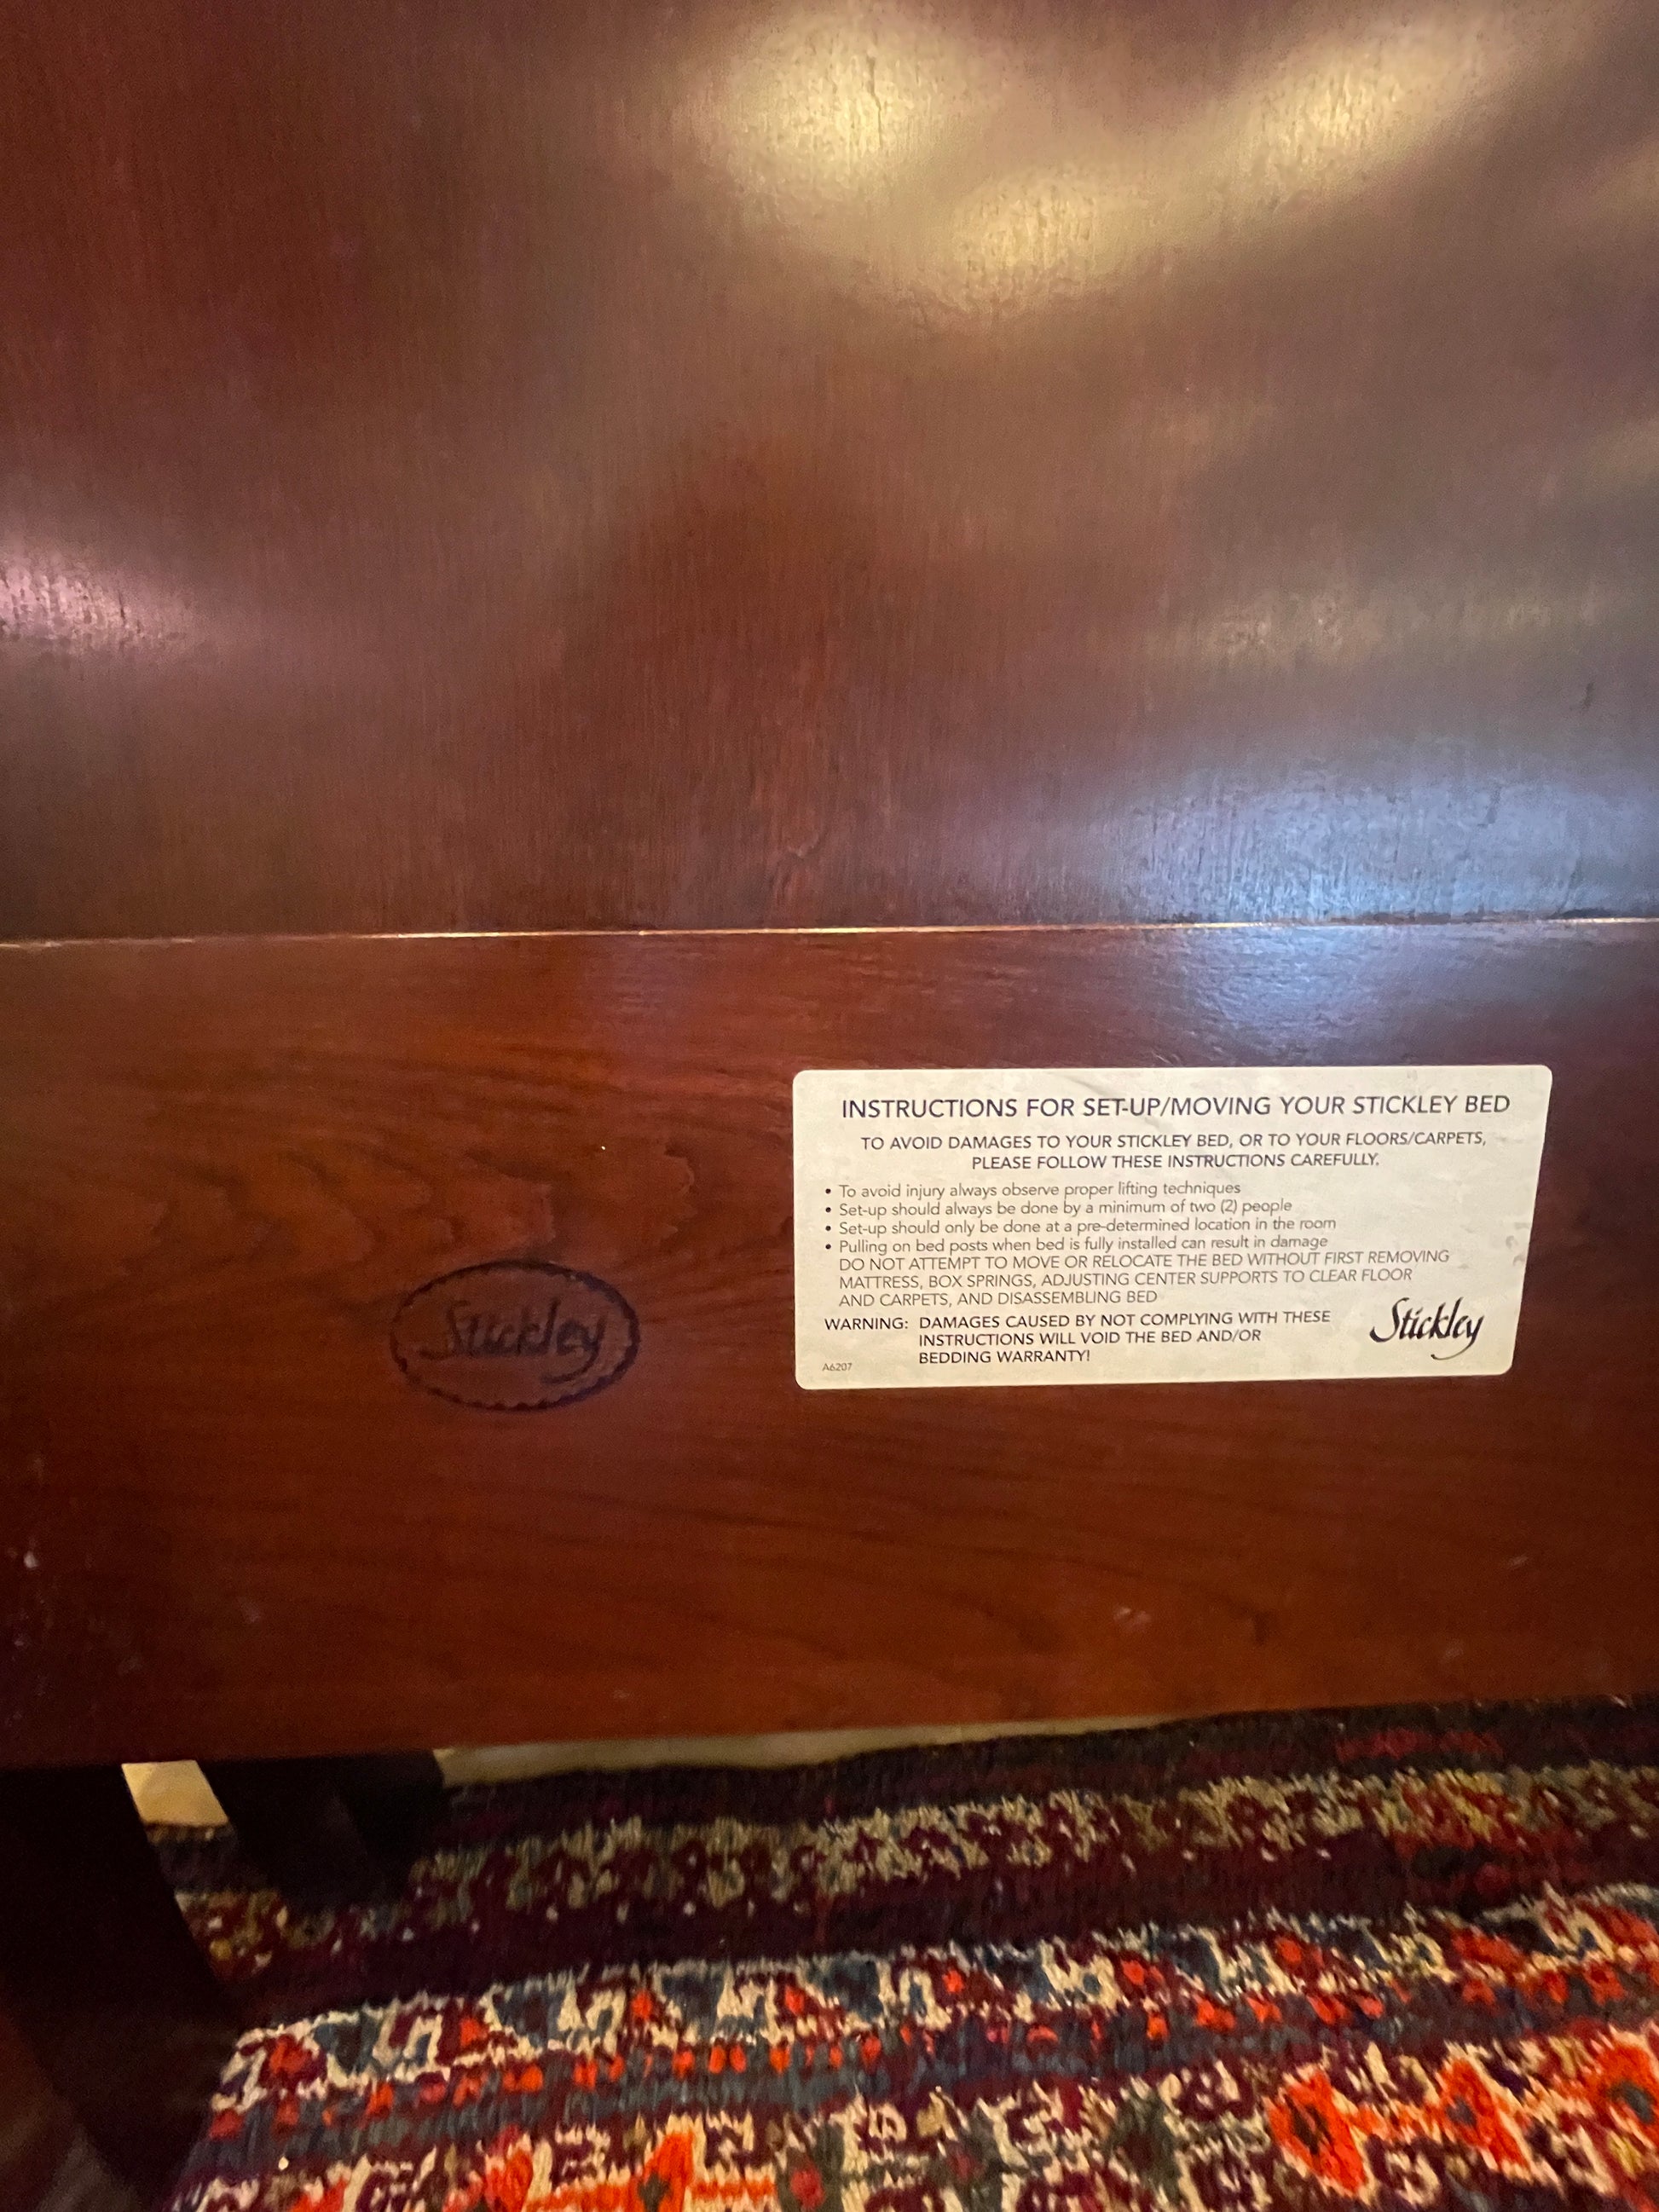 INSTRUCTIONS FOR SET-UP/MOVING YOUR STICKLEY BED
TO AVOID DAMAGES TO YOUR STICKLEY BED, OR TO YOUR FLOORS/CARPETS,
PLEASE FOLLOW THESE INSTRUCTIONS CAREFULLY.
• To avoid injury always observe proper lifting techniques
• Set-up should always be done by a minimum of two (2) people
• Set-up should only be done at a pre-determined location in the room
• Pulling on bed posts when bed is fully installed can result in damage
DO NOT ATTEMPT TO MOVE OR RELOCATE THE BED WITHOUT FIRST REMOVING
MATTRESS, BOX SPRINGS, ADJUSTING CENTER SUPPORTS TO CLEAR FLOOR
AND CARPETS, AND DISASSEMBLING BED
WARNING: DAMAGES CAUSED BY NOT COMPLYING WITH THESE
INSTRUCTIONS WILL VOID THE BED AND/OR
BEDDING WARRANTY!
A6207
Stickley
Stickley